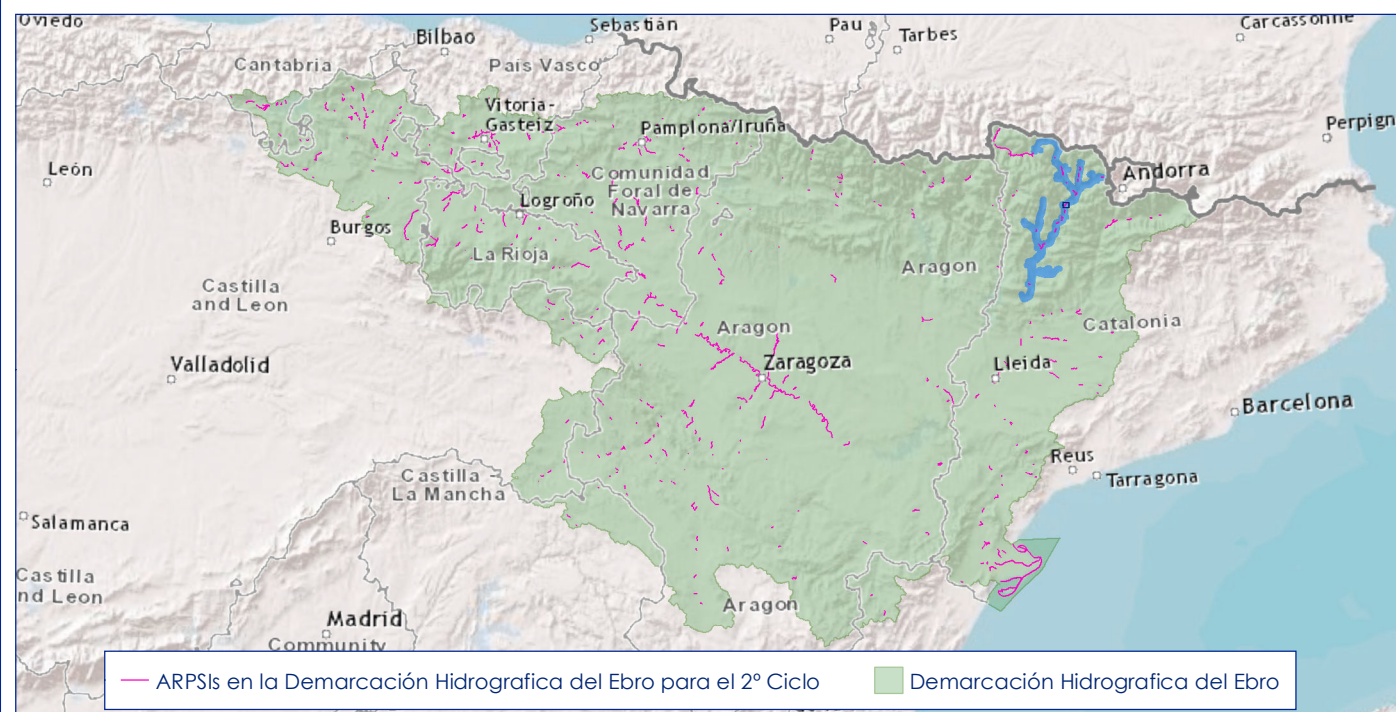 Oviedo
Bilbao
Sebastián
Pau
Tarbes
Carcassonne
Cantabria
País Vasco
Vitoria-
Gasteiz
Pamplona/Iruña
Perpign
León
Comunidad
Foral de
Navarra
Andorra
Logroño
Burgos
La Rioja
Aragon
Castilla
and Leon
Aragon
Catalonia
Valladolid
Zaragoza
Lleida
Barcelona
Castilla
La Mancha
Reus
Tarragona
Salamanca
Castilla
nd Leon
Aragon
Madrid
Community
ARPSIs en la Demarcación Hidrografica del Ebro para el 2º Ciclo
Demarcación Hidrografica del Ebro